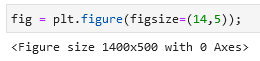 fig = plt.figure(figsize=(14,5));
<Figure size 1400x500 with 0 Axes>